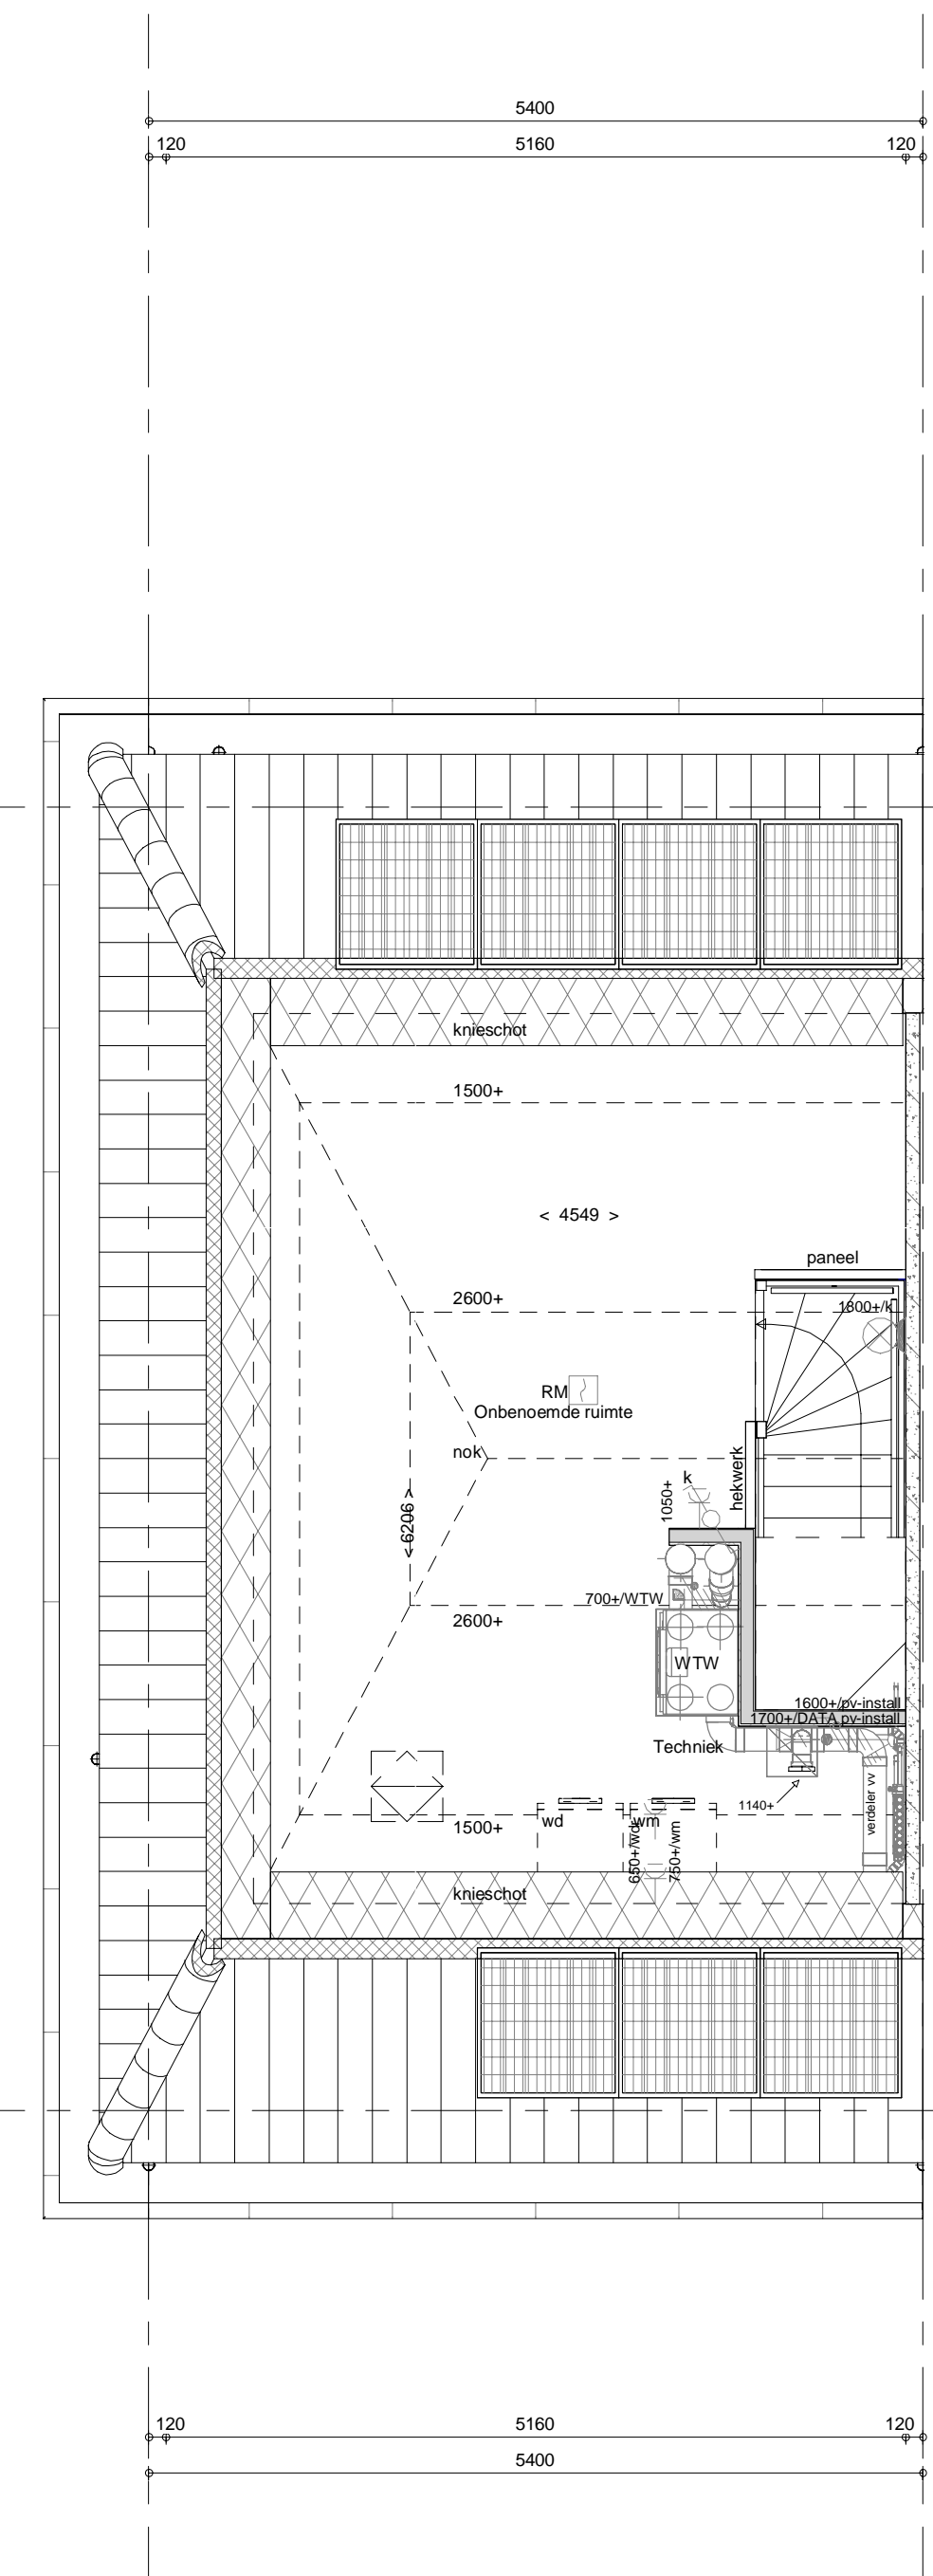 5400
120 5160 120
knieschot
1500+
< 4549 >
paneel
2600+
1800+/k
RM
Onbenoemde ruimte
nok
hekwerk
k
1050+
< 6206 >
700+/WTW
2600+
WTW
1600+/pv-install
1700+/DATA pv-install
Techniek
verdeler vv
1140+
1500+
wd
wm
650+/wd
750+/wm
knieschot
120 5160 120
5400